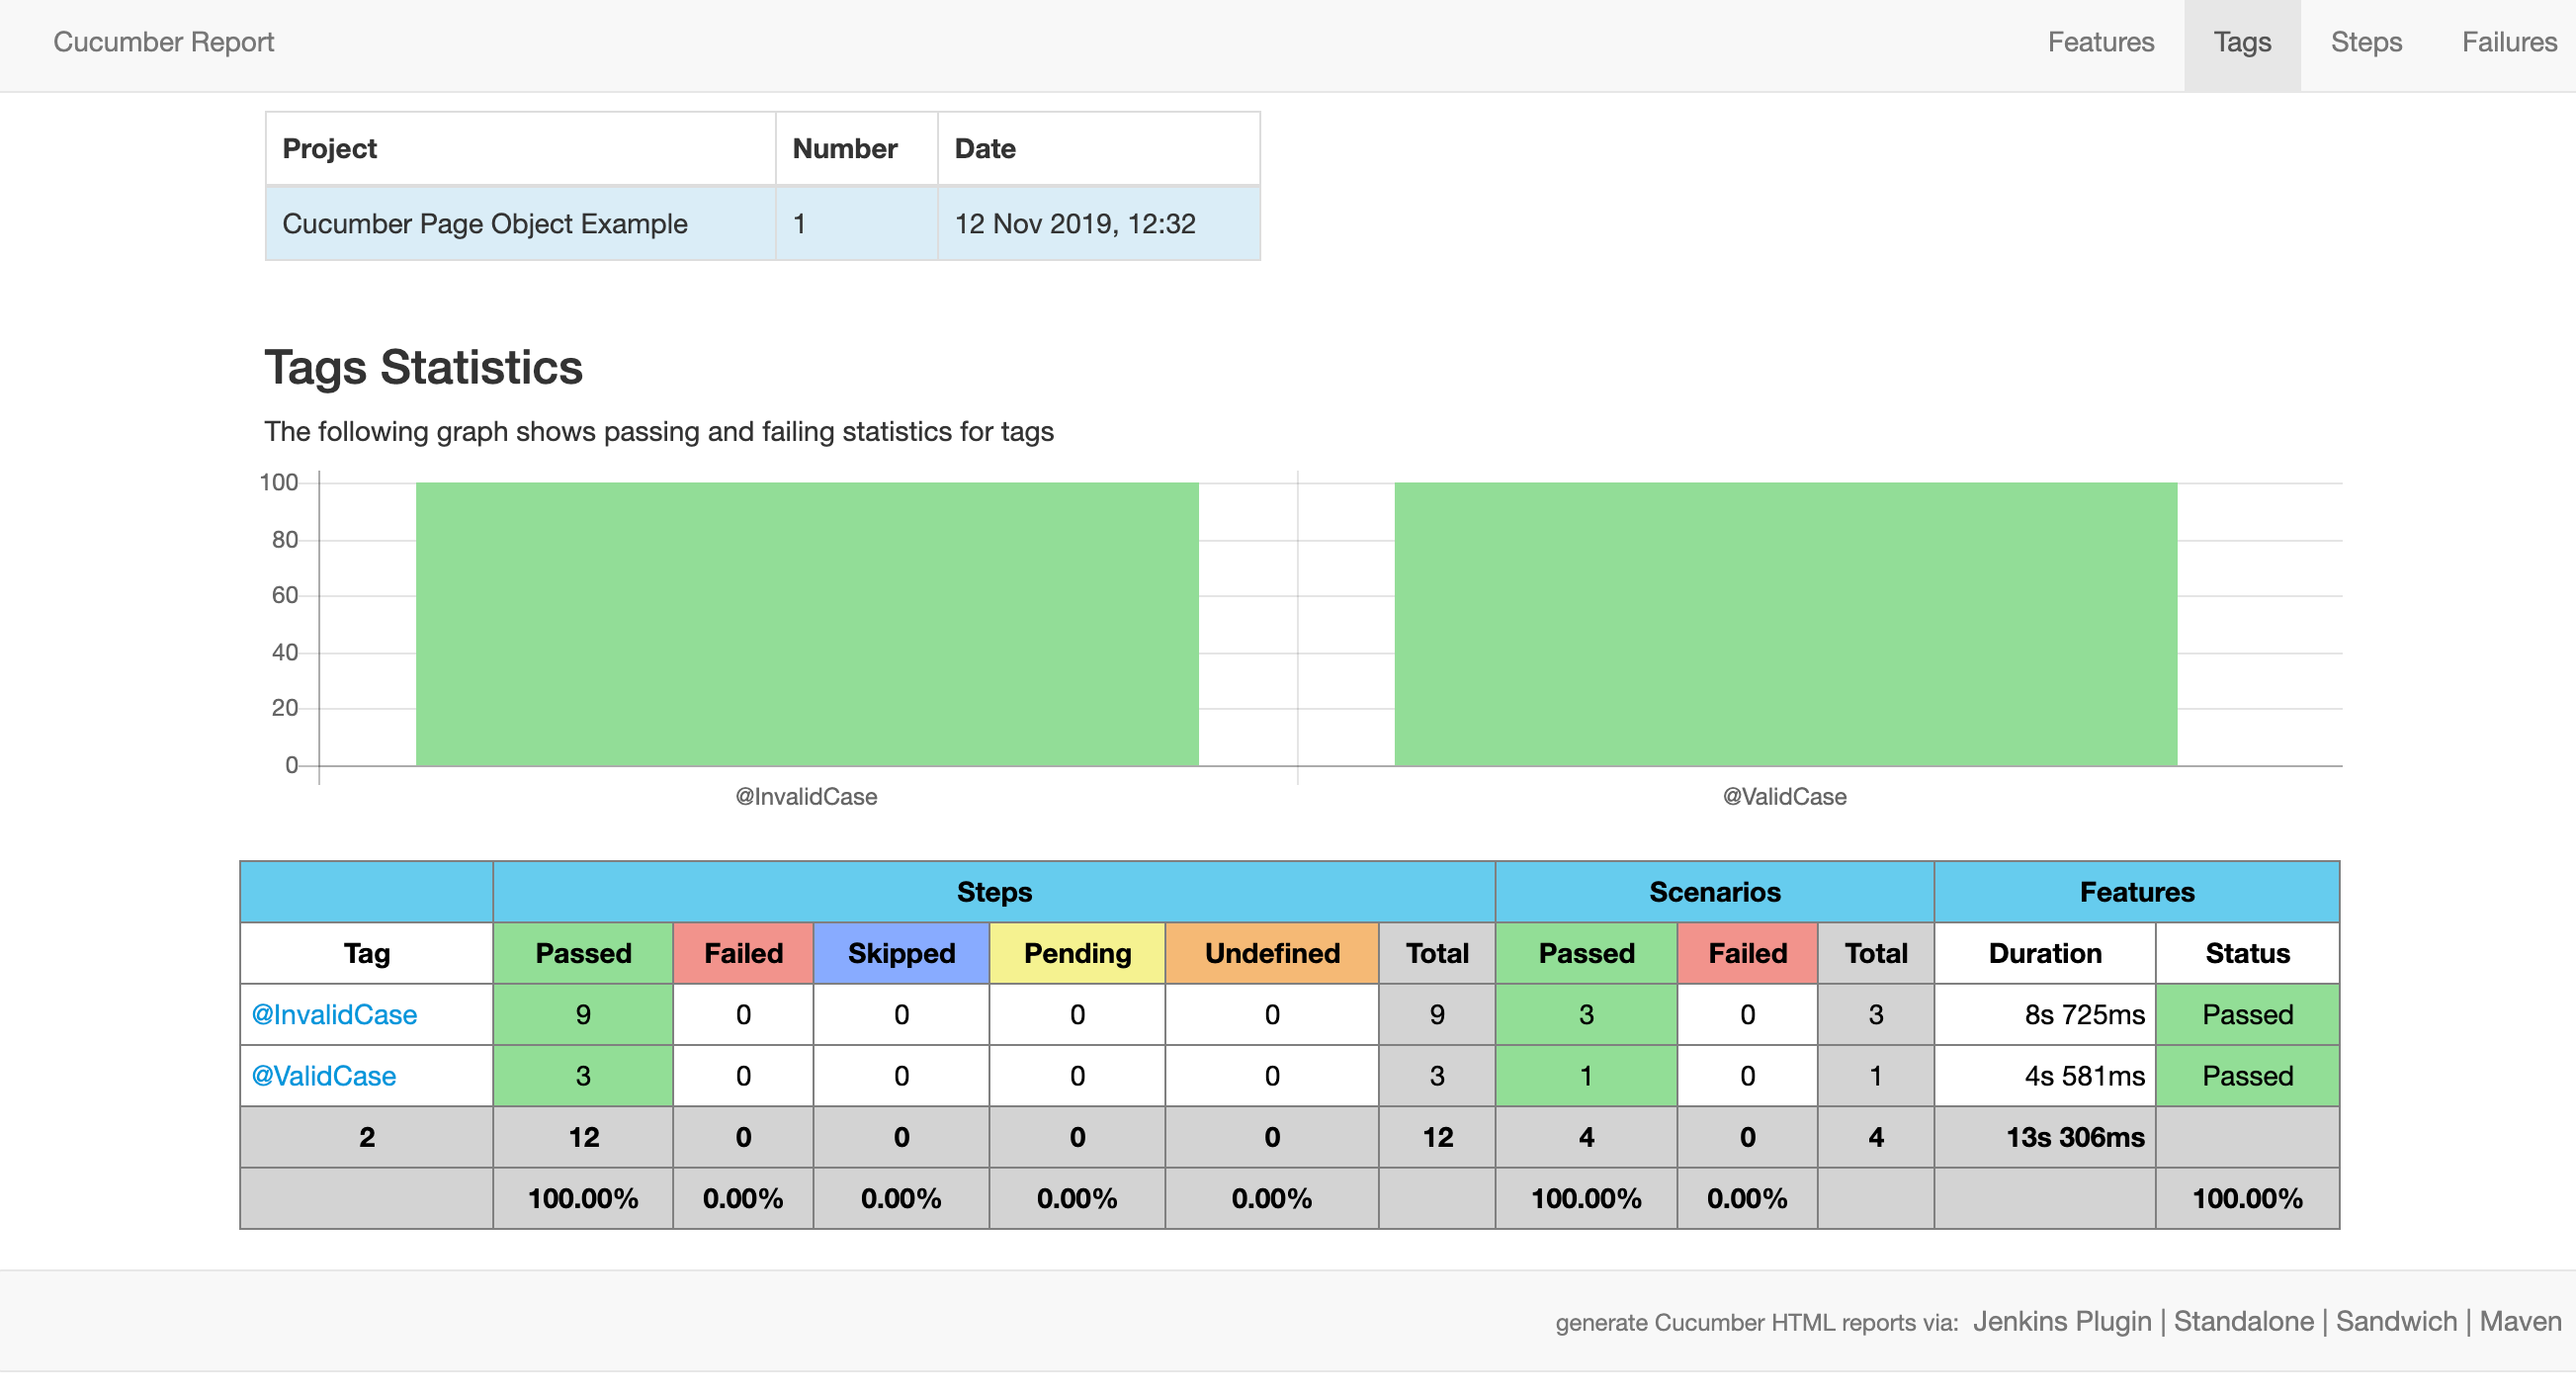 Cucumber Report Features Tags Steps Failures
Project Number Date
Cucumber Page Object Example 1 12 Nov 2019, 12:32
Tags Statistics
The following graph shows passing and failing statistics for tags
100
80
60
40
20
0
@InvalidCase @ValidCase
Steps Scenarios Features
Tag Passed Failed Skipped Pending Undefined Total Passed Failed Total Duration Status
@InvalidCase 9 0 0 0 0 9 3 0 3 8s 725ms Passed
@ValidCase 3 0 0 0 0 3 1 0 1 4s 581ms Passed
2 12 0 0 0 0 12 4 0 4 13s 306ms
100.00% 0.00% 0.00% 0.00% 0.00% 100.00% 0.00% 100.00%
generate Cucumber HTML reports via: Jenkins Plugin | Standalone | Sandwich | Maven